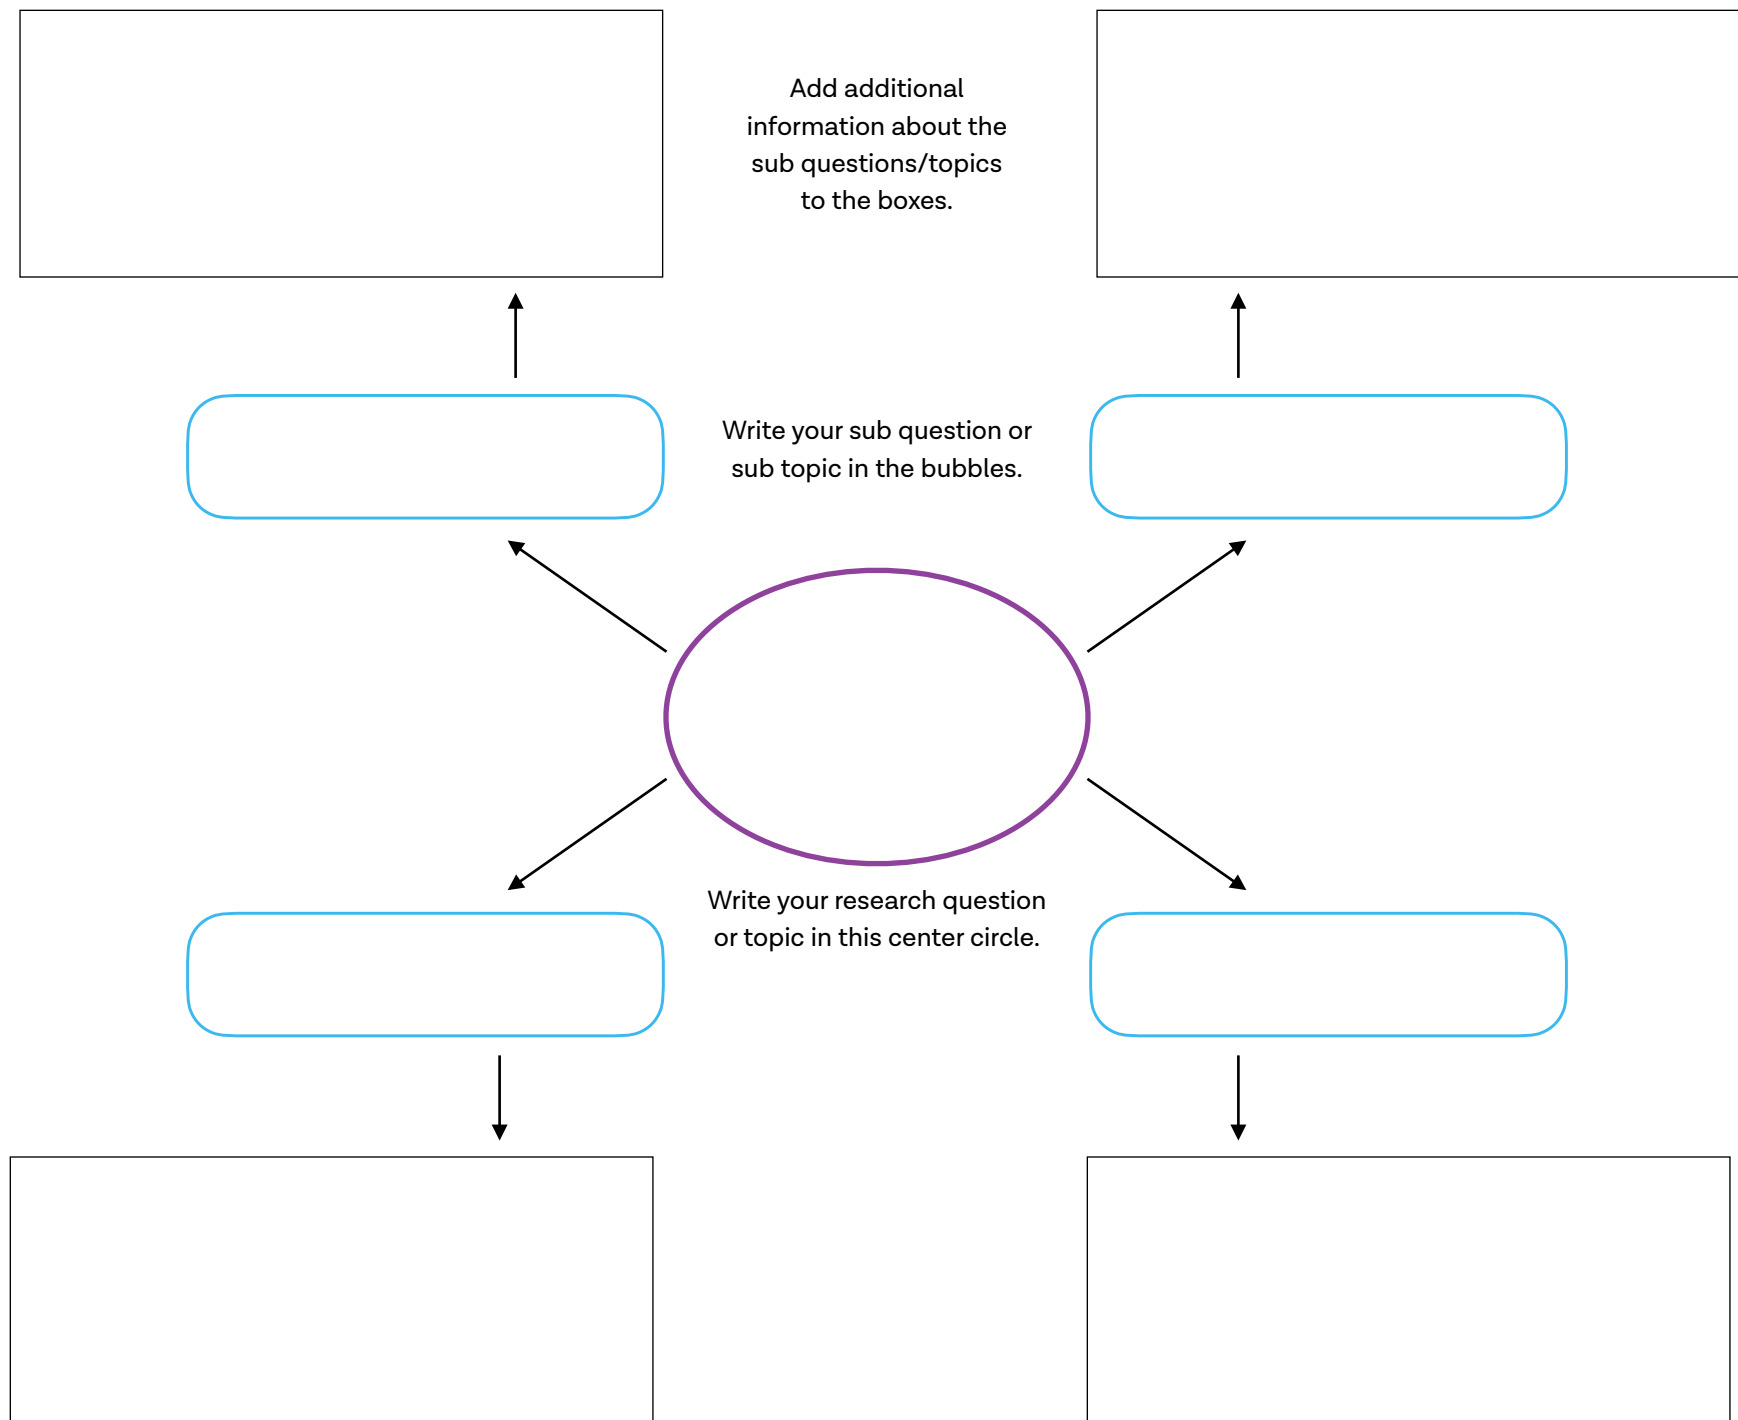 Add additional
information about the
sub questions/topics
to the boxes.
Write your sub question or
sub topic in the bubbles.
Write your research question
or topic in this center circle.